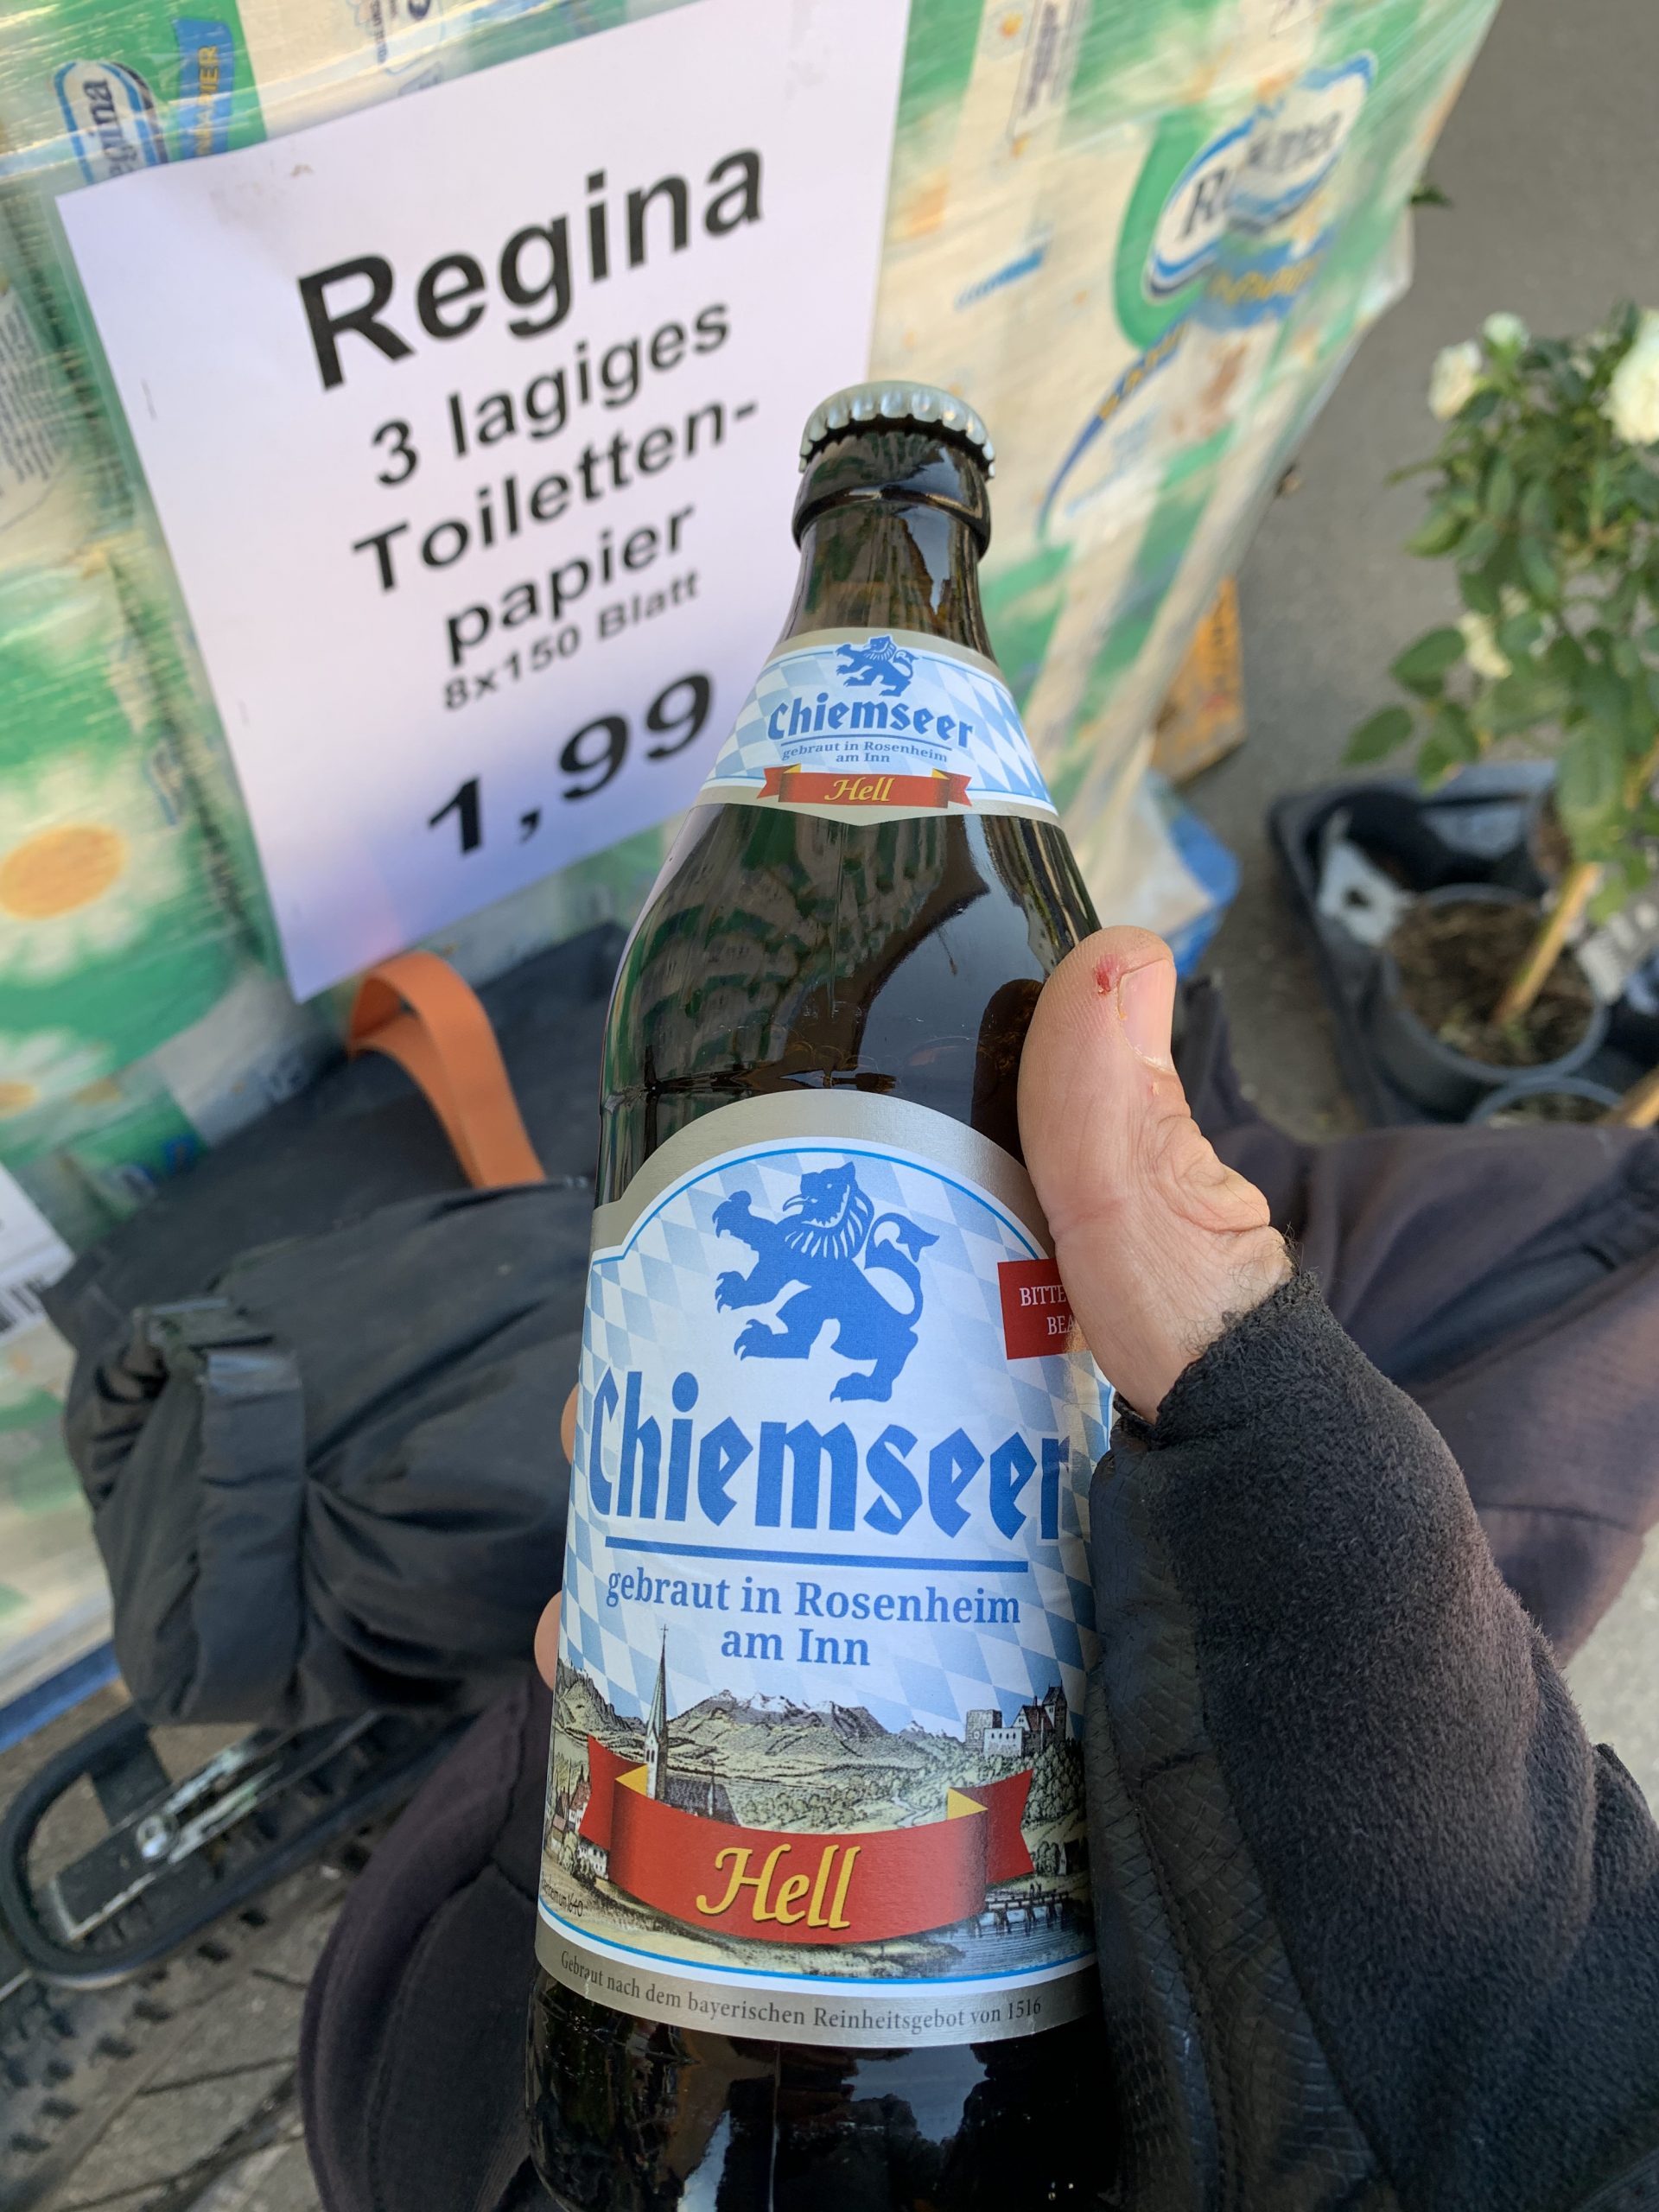 Regina
3 lagiges
Toiletten-
papier
8x150 Blatt
1,99
Chiemseer
gebraut in Rosenheim
am Inn
Hell
BITTE
Chiemseer
gebraut in Rosenheim
am Inn
Hell
Gebraut nach dem bayerischen Reinheitsgebot von 1516